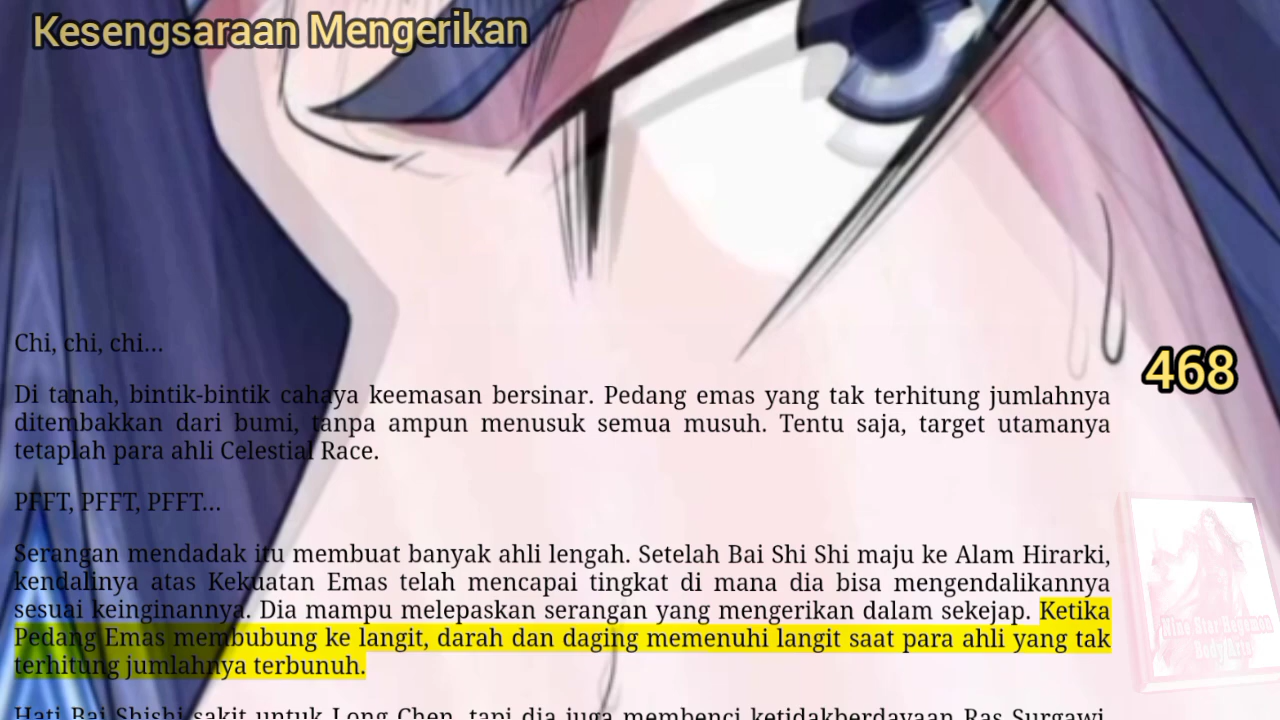 Kesengsaraan Mengerikan
Chi, chi, chi...
468
Di tanah, bintik-bintik cahaya keemasan bersinar. Pedang emas yang tak terhitung jumlahnya
ditembakkan dari bumi, tanpa ampun menusuk semua musuh. Tentu saja, target utamanya
tetaplah para ahli Celestial Race.
PFFT, PFFT, PFFT...
Serangan mendadak itu membuat banyak ahli lengah. Setelah Bai Shi Shi maju ke Alam Hirarki,
kendalinya atas Kekuatan Emas telah mencapai tingkat di mana dia bisa mengendalikannya
sesuai keinginannya. Dia mampu melepaskan serangan yang mengerikan dalam sekejap. Ketika
Pedang Emas membubung ke langit, darah dan daging memenuhi langit saat para ahli yang tak
terhitung jumlahnya terbunuh.
Hati Bai Shishi sakit untuk Long Chen, tapi dia juga membenci ketidakberdayaan Ras Surgawi.
Nine Star Hegemon
Body Arts